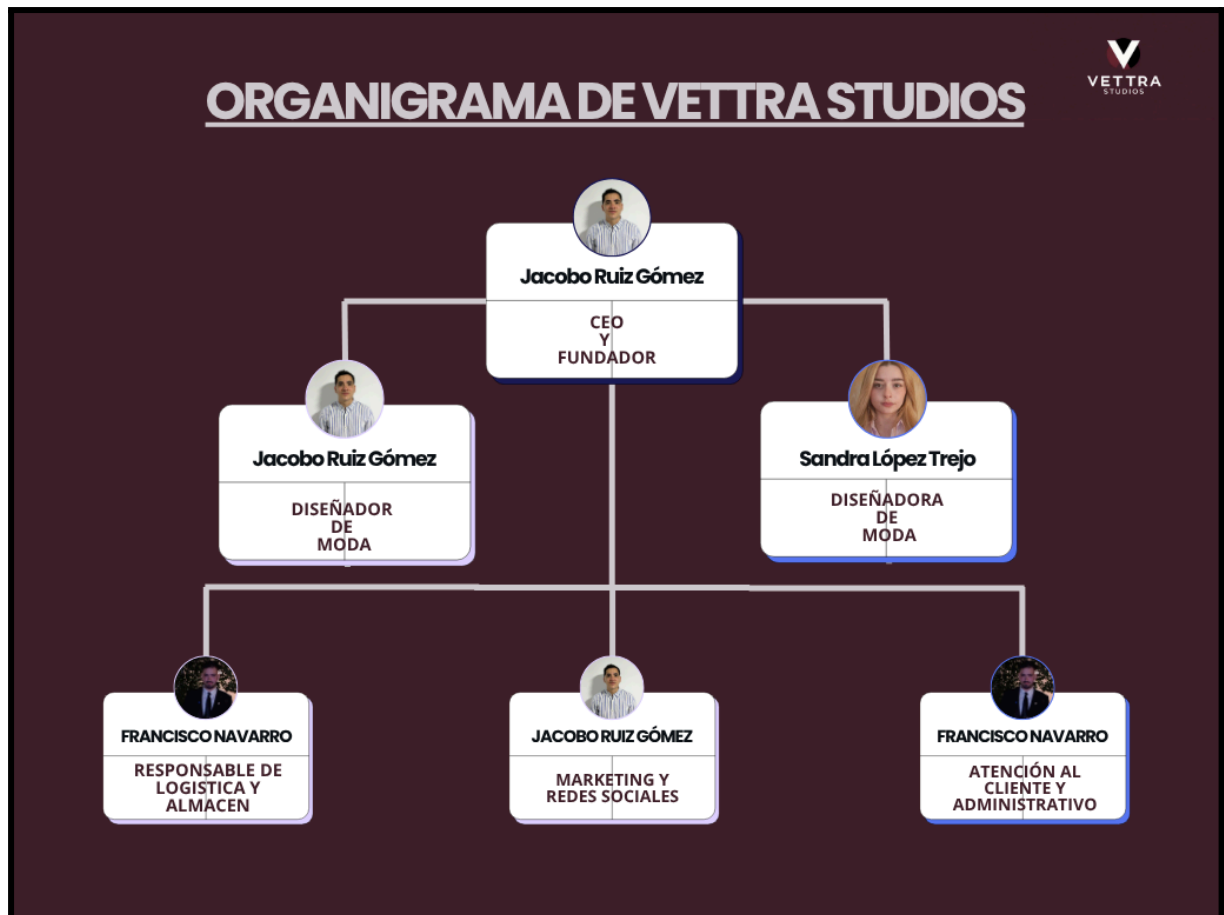 VETTRA
STUDIOS
ORGANIGRAMA DE VETTRA STUDIOS
Jacobo Ruiz Gómez
CEO
Y
FUNDADOR
Jacobo Ruiz Gómez
DISEÑADOR
DE
MODA
Sandra López Trejo
DISEÑADORA
DE
MODA
FRANCISCO NAVARRO
RESPONSABLE DE
LOGISTICA Y
ALMACEN
JACOBO RUIZ GÓMEZ
MARKETING Y
REDES SOCIALES
FRANCISCO NAVARRO
ATENCIÓN AL
CLIENTE Y
ADMINISTRATIVO